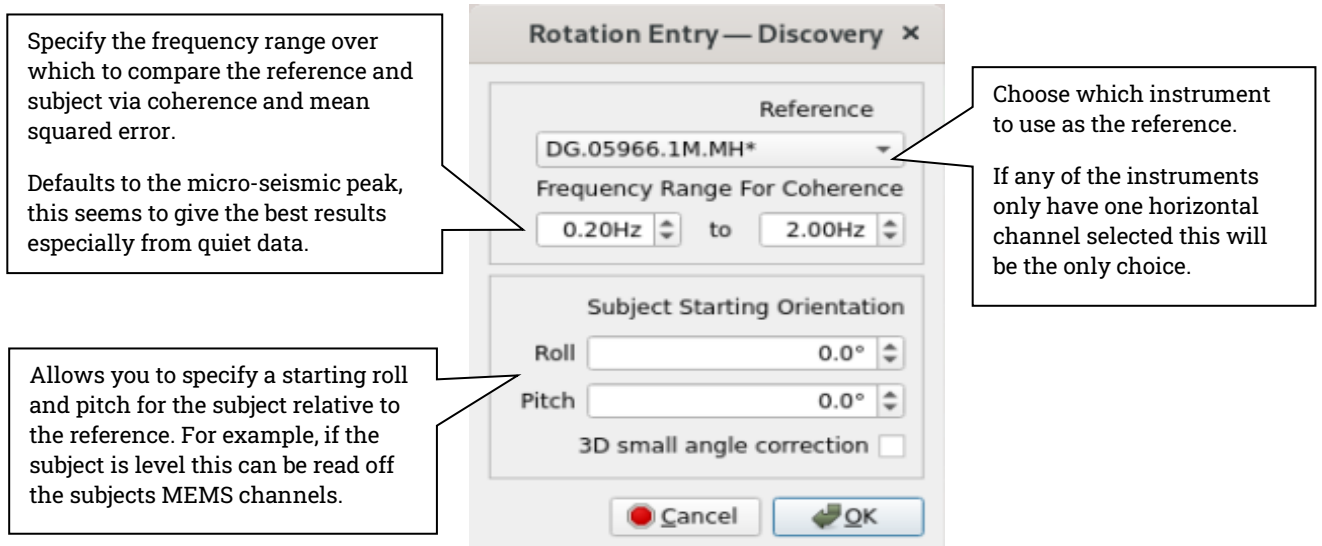 Specify the frequency range over
which to compare the reference and
subject via coherence and mean
squared error.
Defaults to the micro-seismic peak,
this seems to give the best results
especially from quiet data.
Rotation Entry — Discovery ×
Reference
DG.05966.1M.MH*
Frequency Range For Coherence
0.20Hz to 2.00Hz
Choose which instrument
to use as the reference.
If any of the instruments
only have one horizontal
channel selected this will
be the only choice.
Subject Starting Orientation
Roll 0.0°
Pitch 0.0°
3D small angle correction
Cancel OK
Allows you to specify a starting roll
and pitch for the subject relative to
the reference. For example, if the
subject is level this can be read off
the subjects MEMS channels.